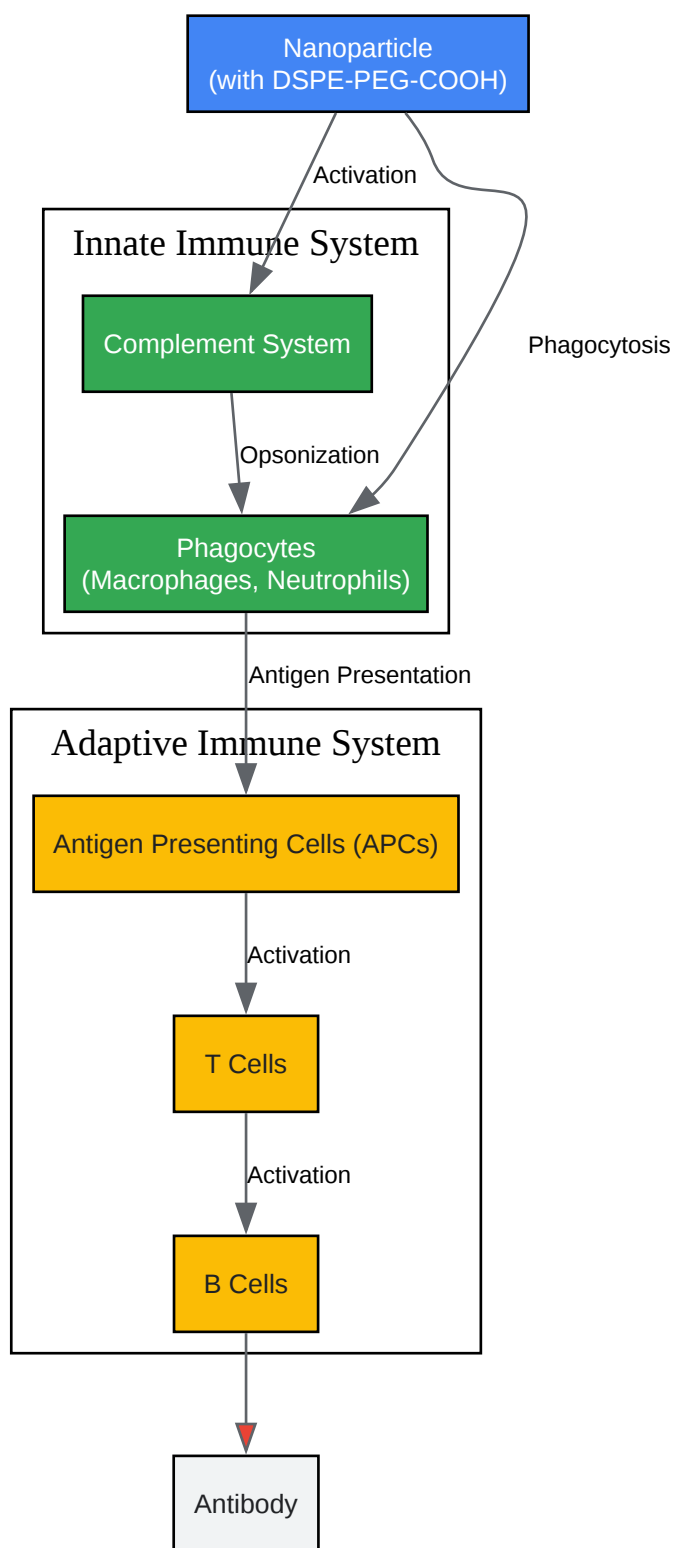 Nanoparticle
(with DSPE-PEG-COOH)
Activation
Innate Immune System
Complement System
Phagocytosis
Opsonization
Phagocytes
(Macrophages, Neutrophils)
Antigen Presentation
Adaptive Immune System
Antigen Presenting Cells (APCs)
Activation
T Cells
Activation
B Cells
Antibody